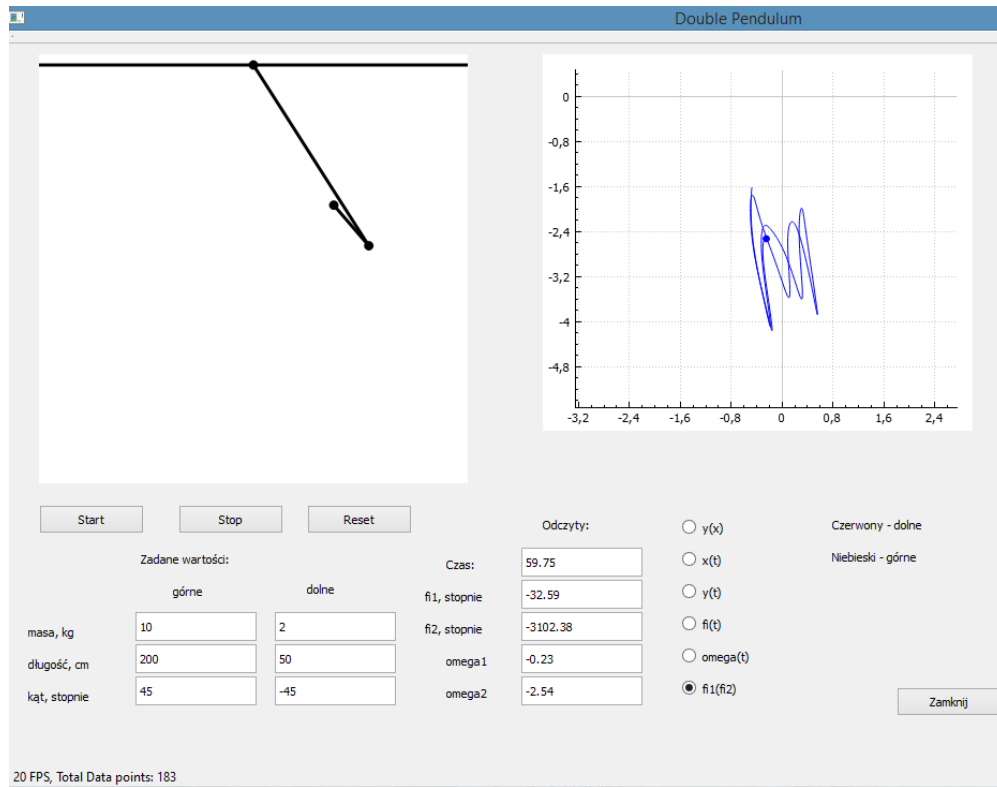 Double Pendulum
0
-0,8
-1,6
-2,4
-3,2
-4
-4,8
-3,2 -2,4 -1,6 -0,8 0 0,8 1,6 2,4
Start Stop Reset
Zadane wartości:
górne dolne
masa, kg 10 2
długość, cm 200 50
kąt, stopnie 45 -45
Odczyty:
Czas: 59.75
fi1, stopnie -32.59
fi2, stopnie -3102.38
omega1 -0.23
omega2 -2.54
y(x)
x(t)
y(t)
fi(t)
omega(t)
fi1(fi2)
Czerwony - dolne
Niebieski - górne
Zamknij
20 FPS, Total Data points: 183